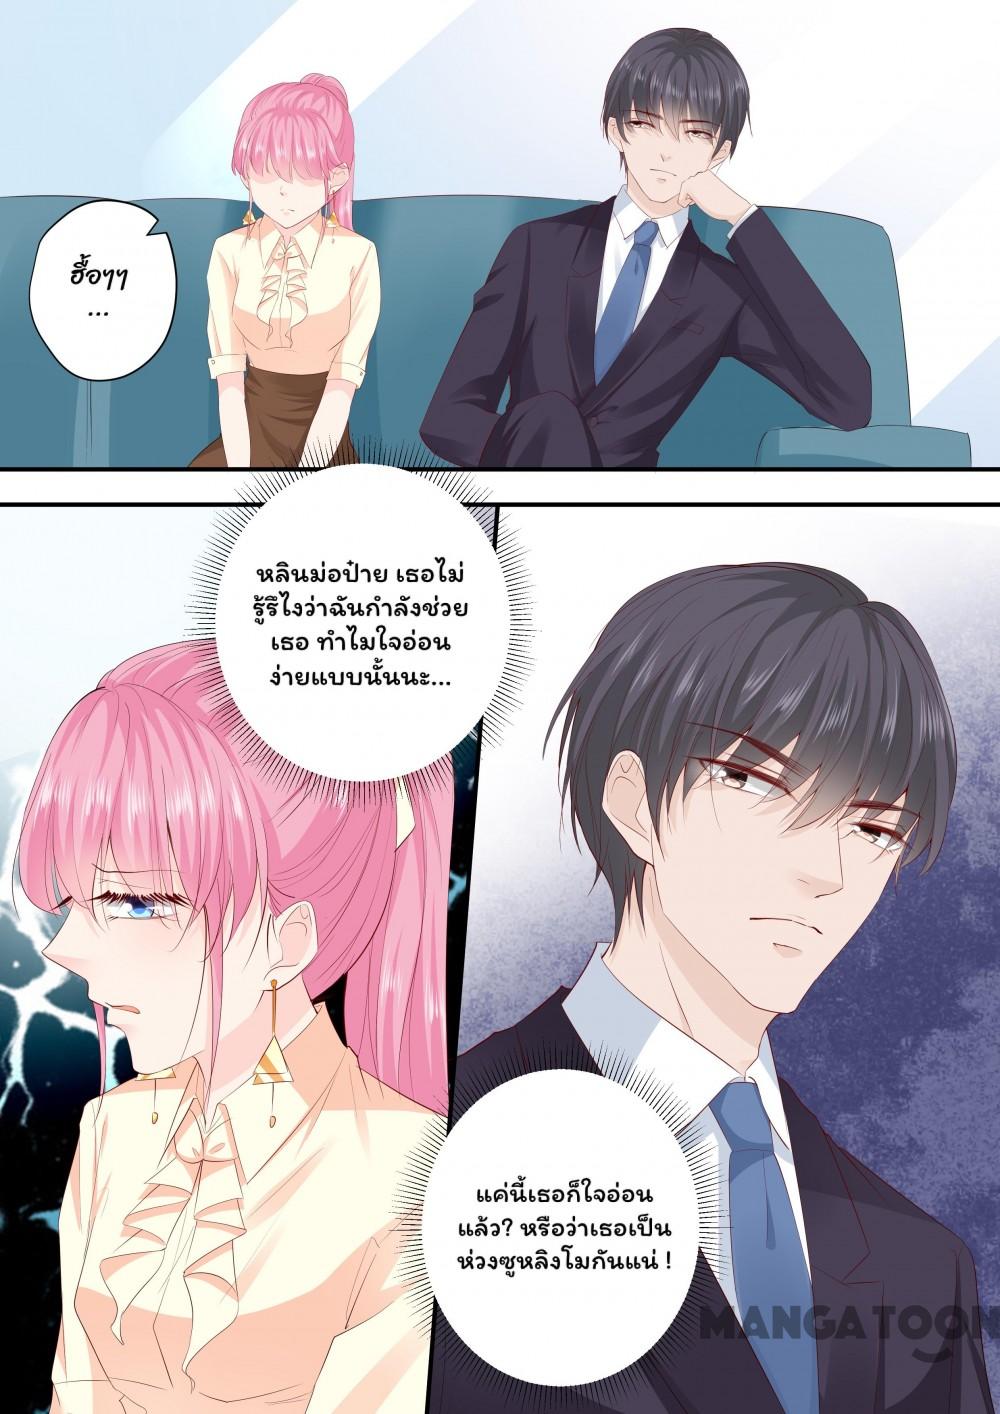 ฮื้อๆๆ
...
หลินม่อป๋าย เธอไม่
รู้รึไงว่าฉันกำลังช่วย
เธอ ทำไมใจอ่อน
ง่ายแบบนั้นนะ...
แค่นี้เธอก็ใจอ่อน
แล้ว? หรือว่าเธอเป็น
ห่วงซูหลิงโมกันแน่ !
MANGATOON